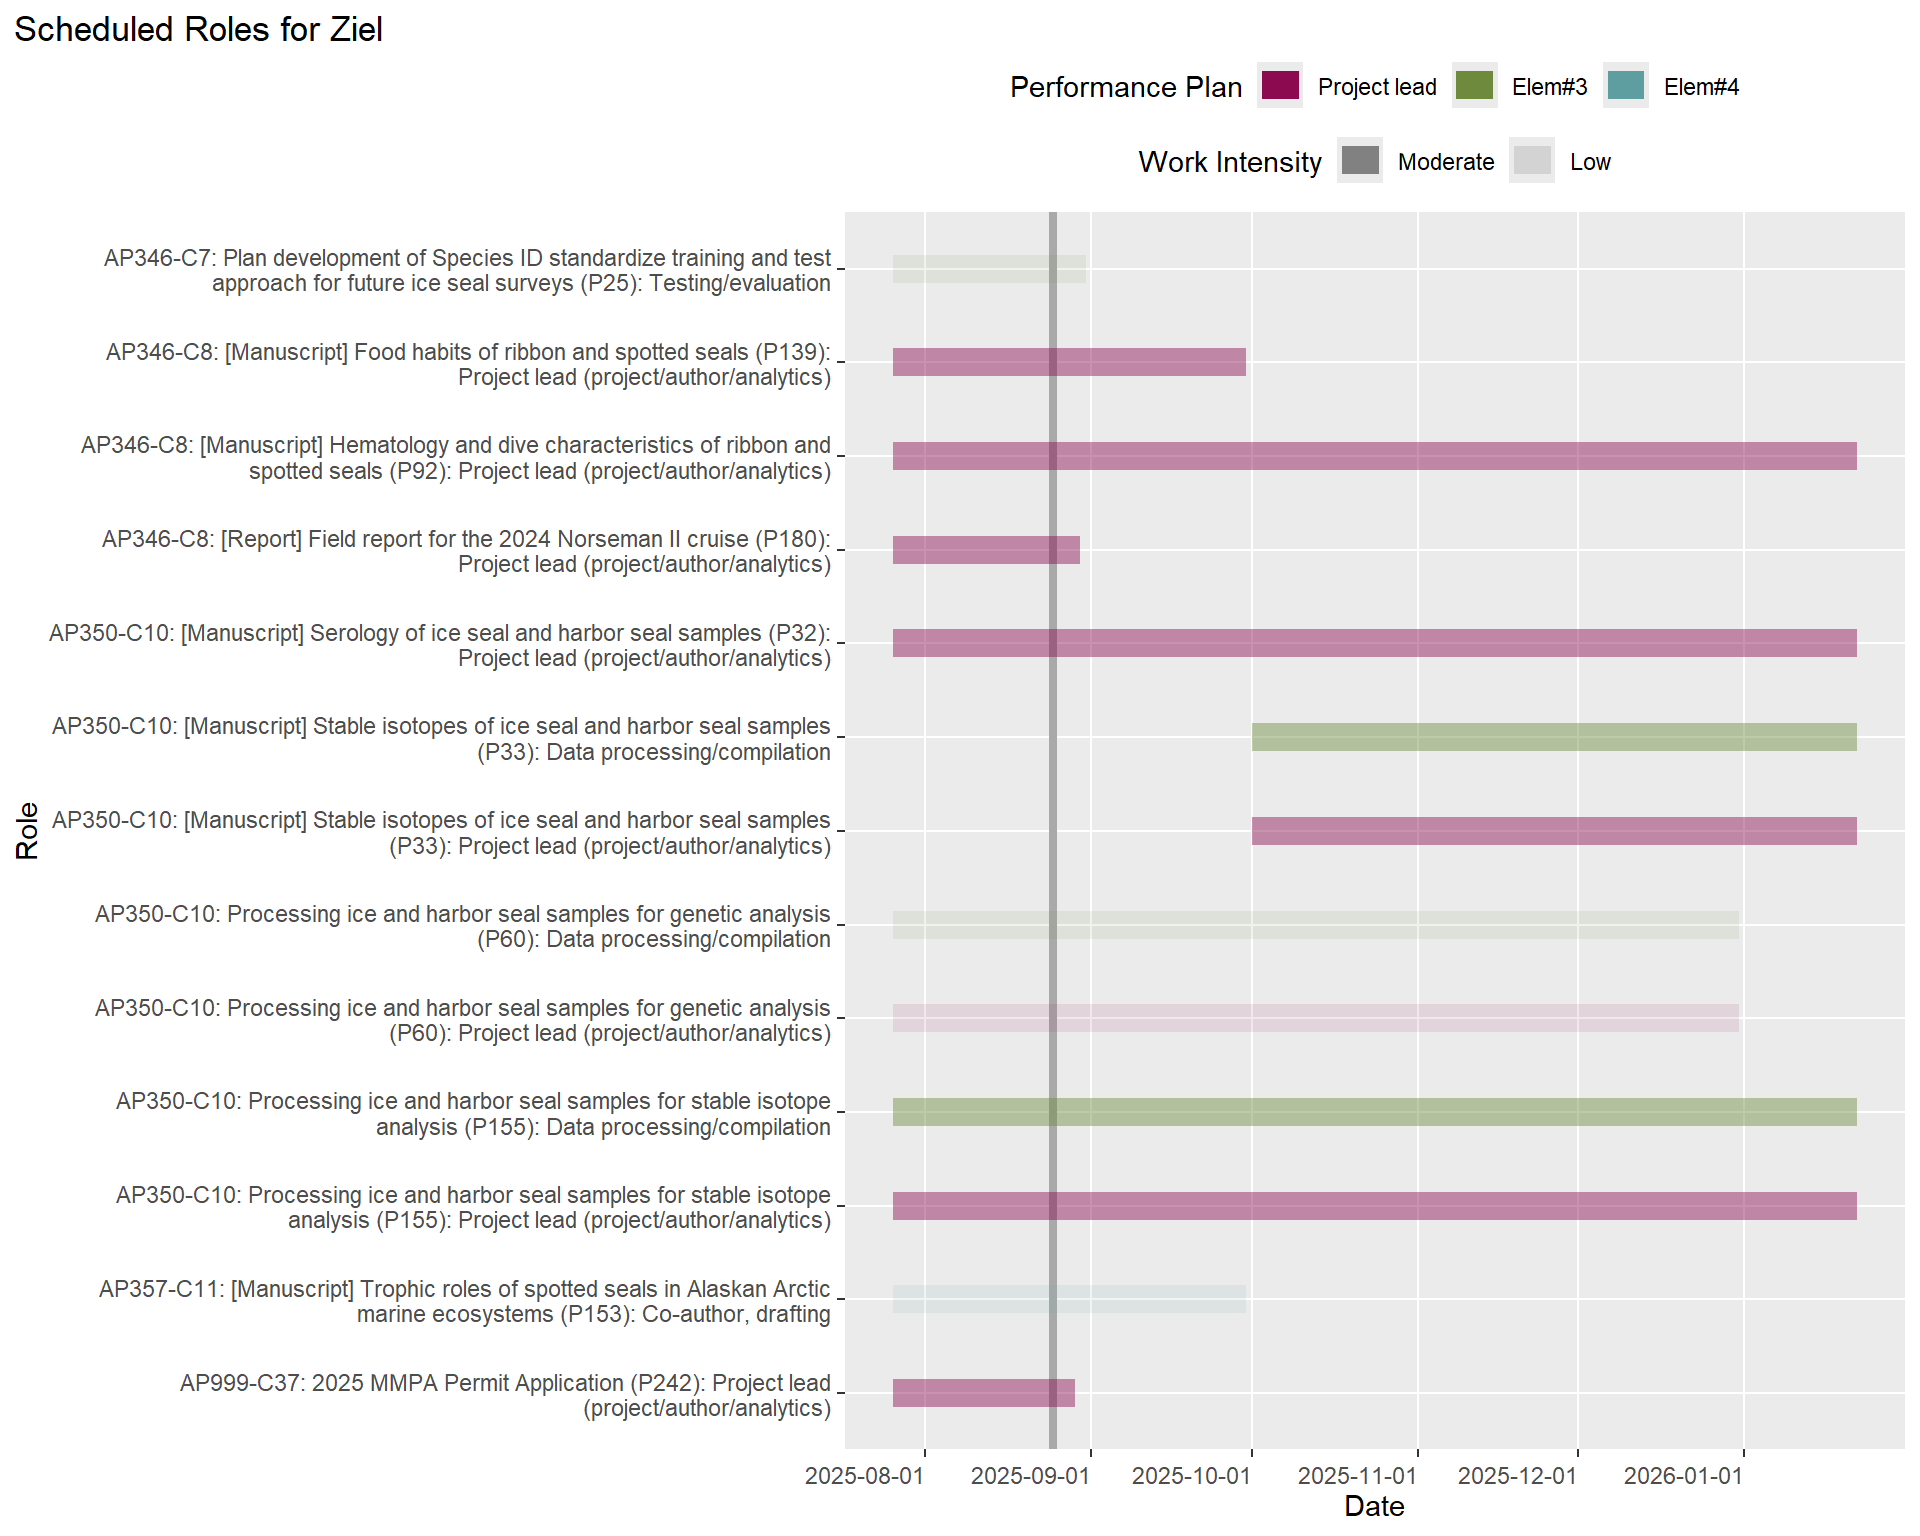 Scheduled Roles for Ziel
Performance Plan Project lead Elem#3 Elem#4
Work Intensity Moderate Low
AP346-C7: Plan development of Species ID standardize training and test
approach for future ice seal surveys (P25): Testing/evaluation
AP346-C8: [Manuscript] Food habits of ribbon and spotted seals (P139):
Project lead (project/author/analytics)
AP346-C8: [Manuscript] Hematology and dive characteristics of ribbon and
spotted seals (P92): Project lead (project/author/analytics)
AP346-C8: [Report] Field report for the 2024 Norseman II cruise (P180):
Project lead (project/author/analytics)
AP350-C10: [Manuscript] Serology of ice seal and harbor seal samples (P32):
Project lead (project/author/analytics)
AP350-C10: [Manuscript] Stable isotopes of ice seal and harbor seal samples
(P33): Data processing/compilation
AP350-C10: [Manuscript] Stable isotopes of ice seal and harbor seal samples
(P33): Project lead (project/author/analytics)
AP350-C10: Processing ice and harbor seal samples for genetic analysis
(P60): Data processing/compilation
AP350-C10: Processing ice and harbor seal samples for genetic analysis
(P60): Project lead (project/author/analytics)
AP350-C10: Processing ice and harbor seal samples for stable isotope
analysis (P155): Data processing/compilation
AP350-C10: Processing ice and harbor seal samples for stable isotope
analysis (P155): Project lead (project/author/analytics)
AP357-C11: [Manuscript] Trophic roles of spotted seals in Alaskan Arctic
marine ecosystems (P153): Co-author, drafting
AP999-C37: 2025 MMPA Permit Application (P242): Project lead
(project/author/analytics)
Role
2025-08-01 2025-09-01 2025-10-01 2025-11-01 2025-12-01 2026-01-01
Date